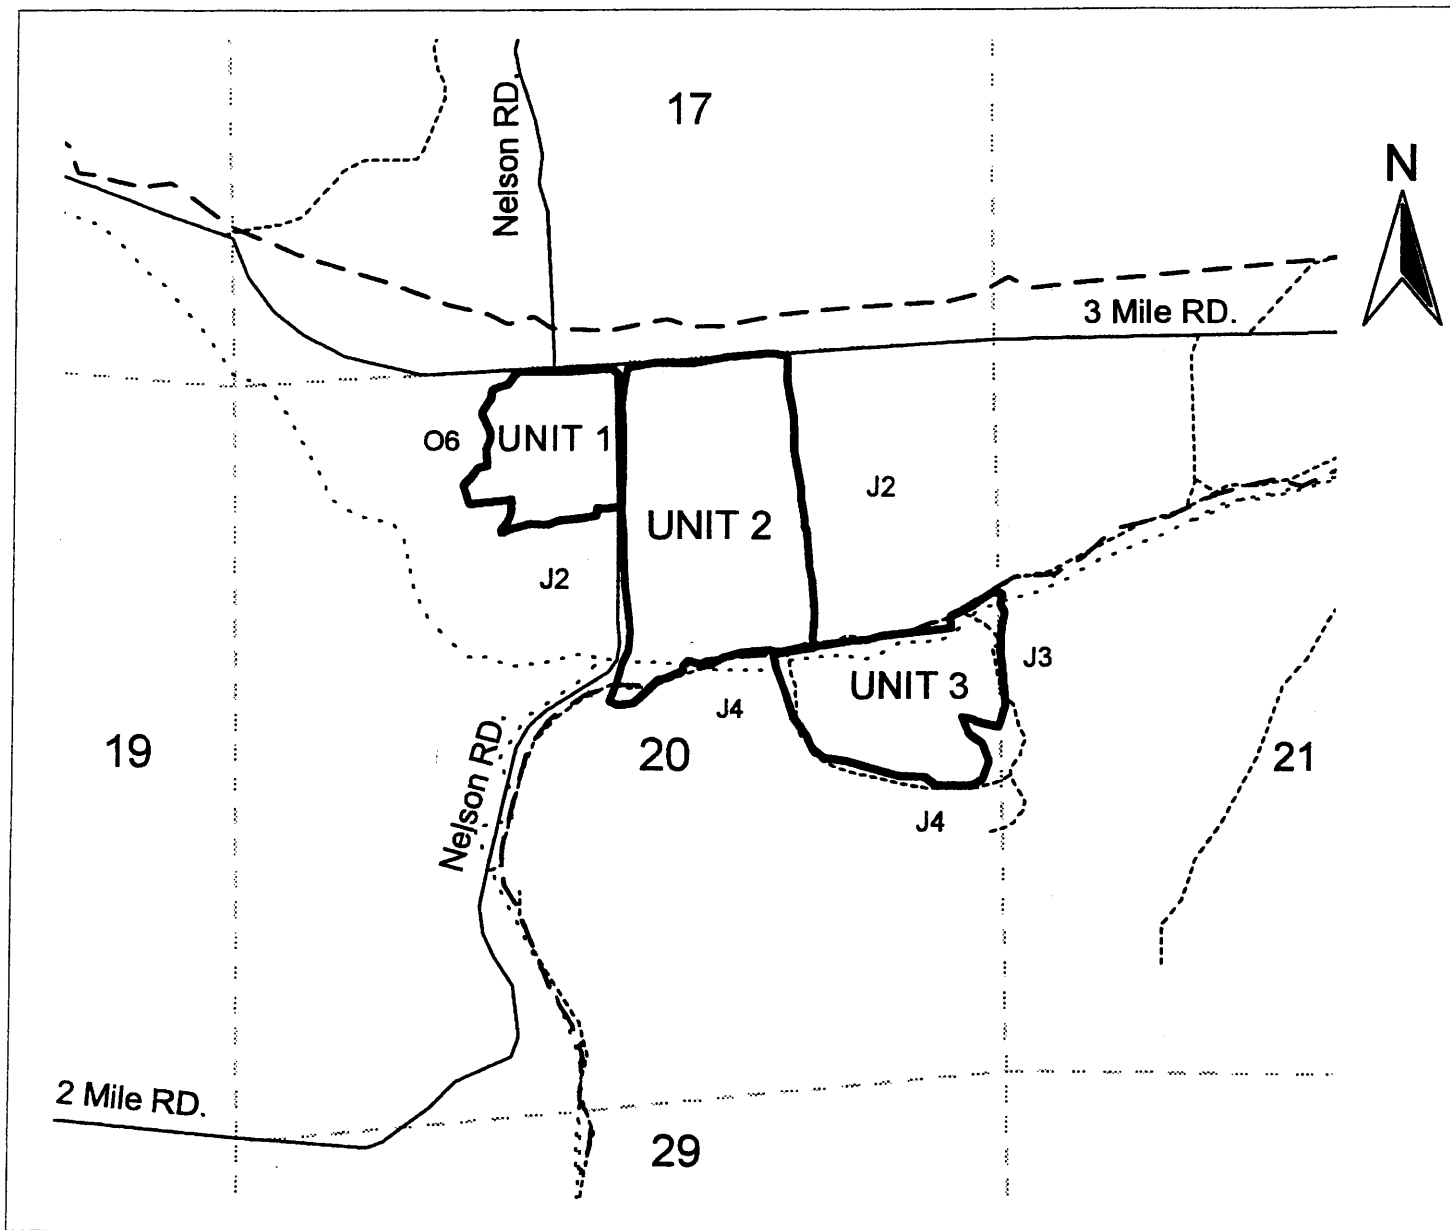 17
Nelson RD.
N
3 Mile RD.
O6
UNIT 1
J2
UNIT 2
J2
J3
UNIT 3
J4
19
20
21
Nelson RD.
J4
2 Mile RD.
29